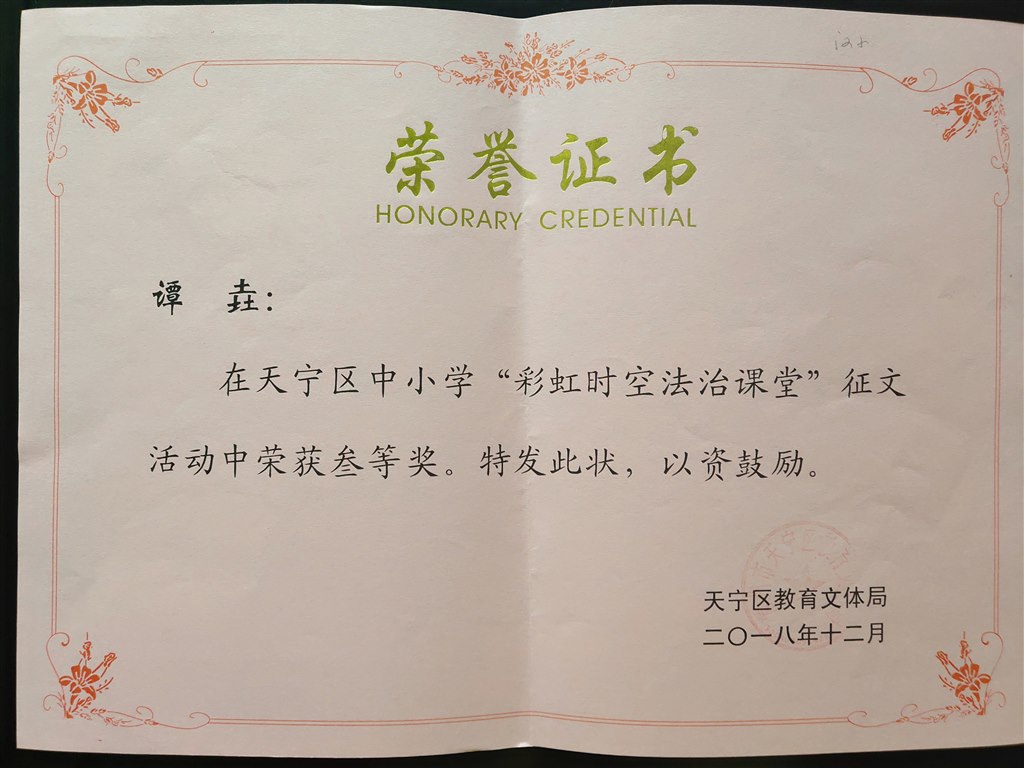 荣誉证书
HONORARY CREDENTIAL
谭 垚：
在天宁区中小学“彩虹时空法治课堂”征文
活动中荣获叁等奖。特发此状，以资鼓励。
天宁区教育文体局
二〇一八年十二月